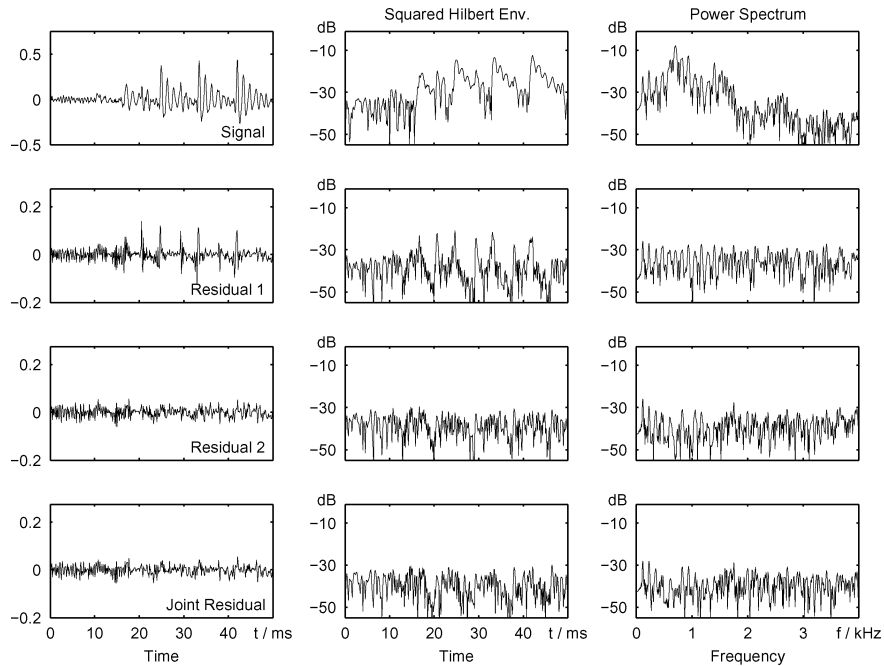 Squared Hilbert Env.
Power Spectrum
0.5
0
−0.5
Signal
dB
−10
−30
−50
dB
−10
−30
−50
0.2
0
−0.2
Residual 1
dB
−10
−30
−50
dB
−10
−30
−50
0.2
0
−0.2
Residual 2
dB
−10
−30
−50
dB
−10
−30
−50
0.2
0
−0.2
Joint Residual
dB
−10
−30
−50
dB
−10
−30
−50
0 10 20 30 40 t / ms
0 10 20 30 40 t / ms
0 1 2 3 f / kHz
Time
Time
Frequency